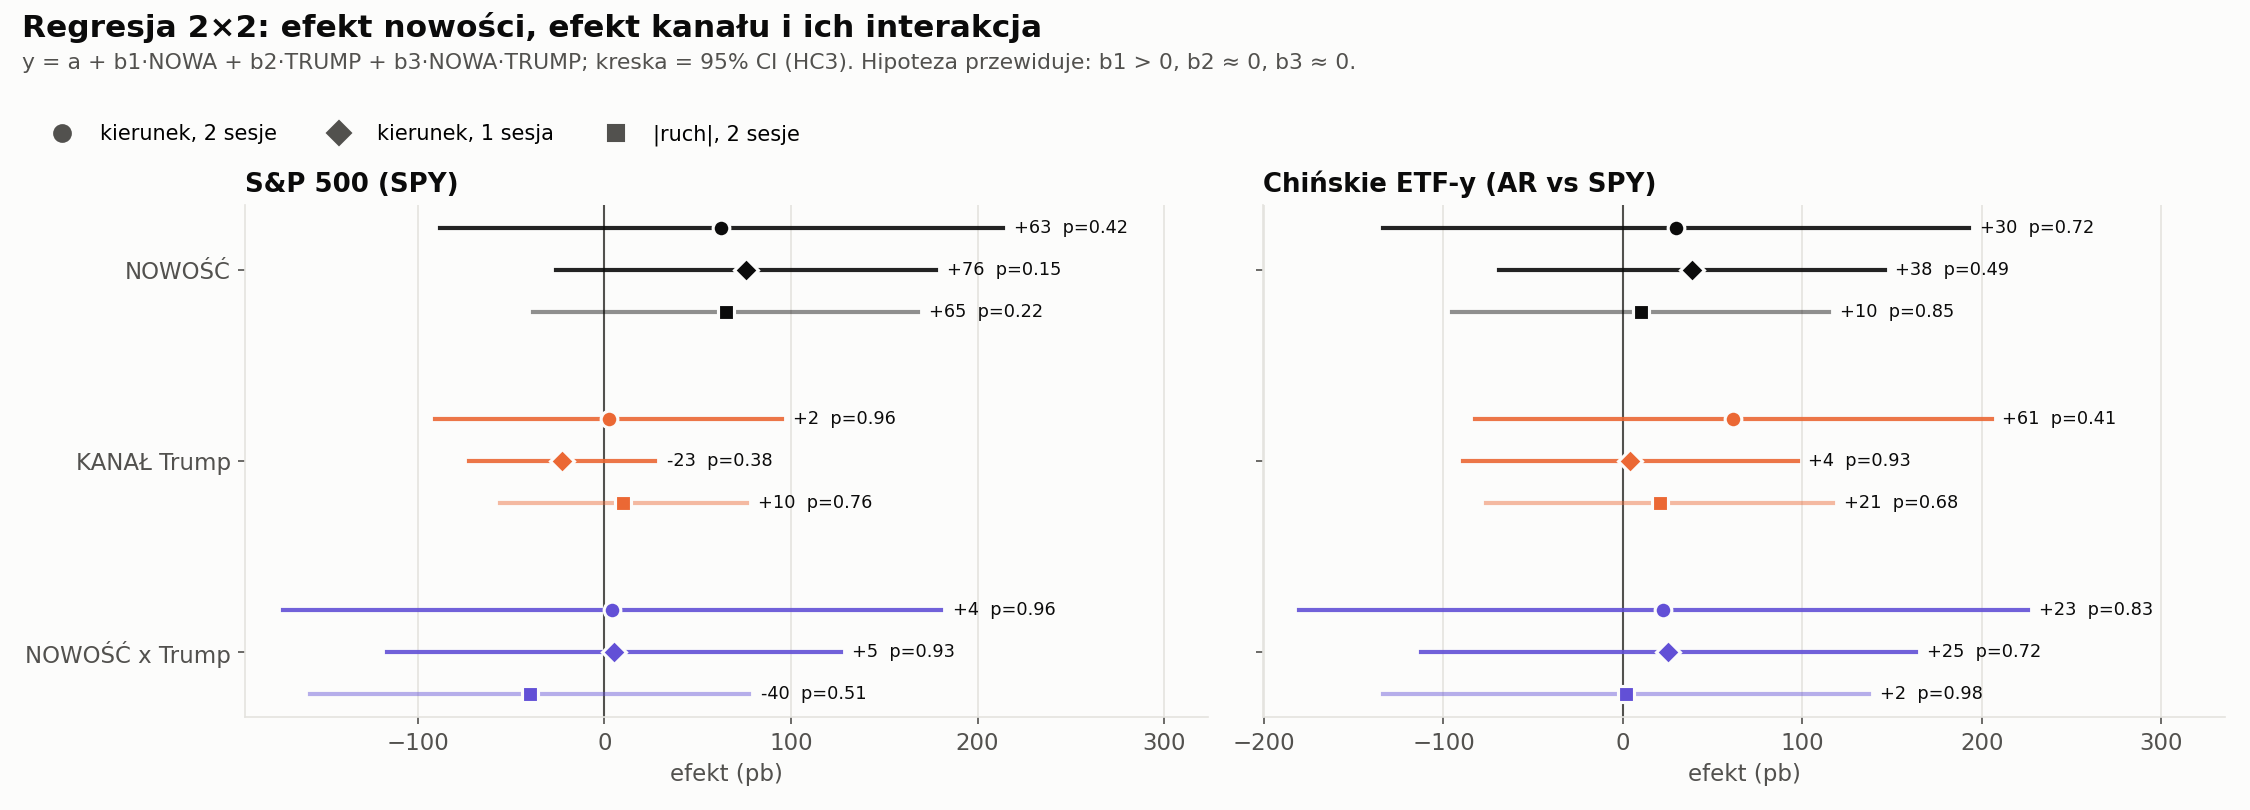 Regresja 2×2: efekt nowości, efekt kanału i ich interakcja
y = a + b1·NOWA + b2·TRUMP + b3·NOWA·TRUMP; kreska = 95% CI (HC3). Hipoteza przewiduje: b1 > 0, b2 ≈ 0, b3 ≈ 0.
kierunek, 2 sesje
kierunek, 1 sesja
|ruch|, 2 sesje
S&P 500 (SPY)
NOWOŚĆ
KANAŁ Trump
NOWOŚĆ x Trump
+63 p=0.42
+76 p=0.15
+65 p=0.22
+2 p=0.96
-23 p=0.38
+10 p=0.76
+4 p=0.96
+5 p=0.93
-40 p=0.51
−100
0
100
200
300
efekt (pb)
Chińskie ETF-y (AR vs SPY)
+30 p=0.72
+38 p=0.49
+10 p=0.85
+61 p=0.41
+4 p=0.93
+21 p=0.68
+23 p=0.83
+25 p=0.72
+2 p=0.98
−200
−100
0
100
200
300
efekt (pb)